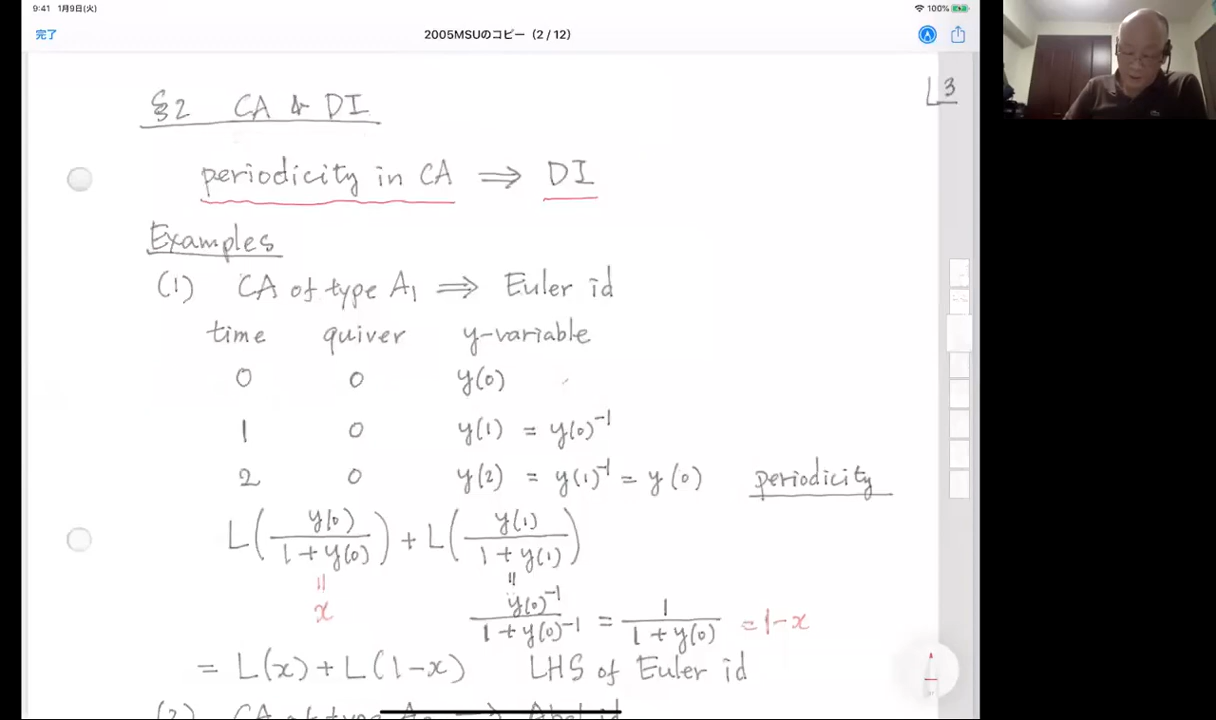 9:41 1月9日(火) 100%
完了 2005MSUのコピー（2 / 12）
L3
§2 CA & DI
periodicity in CA ⟹ DI
Examples
(1) CA of type A₁ ⟹ Euler id
time quiver y-variable
0 o y(0)
1 o y(1) = y(0)⁻¹
2 o y(2) = y(1)⁻¹ = y(0) periodicity
L( y(0) / 1+y(0) ) + L( y(1) / 1+y(1) )
॥ ॥
x y(0)⁻¹ / 1+y(0)⁻¹ = 1 / 1+y(0) = 1-x
= L(x) + L(1-x) LHS of Euler id